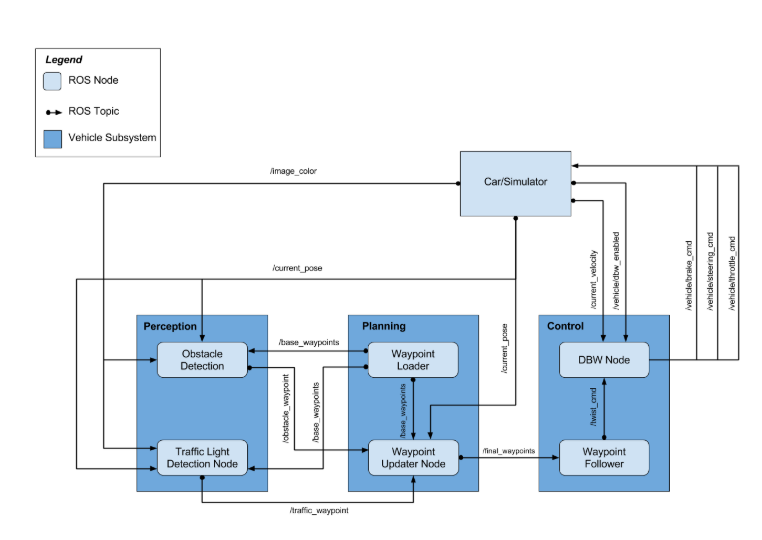 Legend
ROS Node
ROS Topic
Vehicle Subsystem
/image_color
Car/Simulator
/current_pose
/current_velocity
/vehicle/dbw_enabled
/vehicle/brake_cmd
/vehicle/steering_cmd
/vehicle/throttle_cmd
Perception
Planning
Control
/current_pose
Obstacle
Detection
/base_waypoints
Waypoint
Loader
DBW Node
/obstacle_waypoint
/base_waypoints
/base_waypoints
/twist_cmd
Traffic Light
Detection Node
Waypoint
Updater Node
/final_waypoints
Waypoint
Follower
/traffic_waypoint